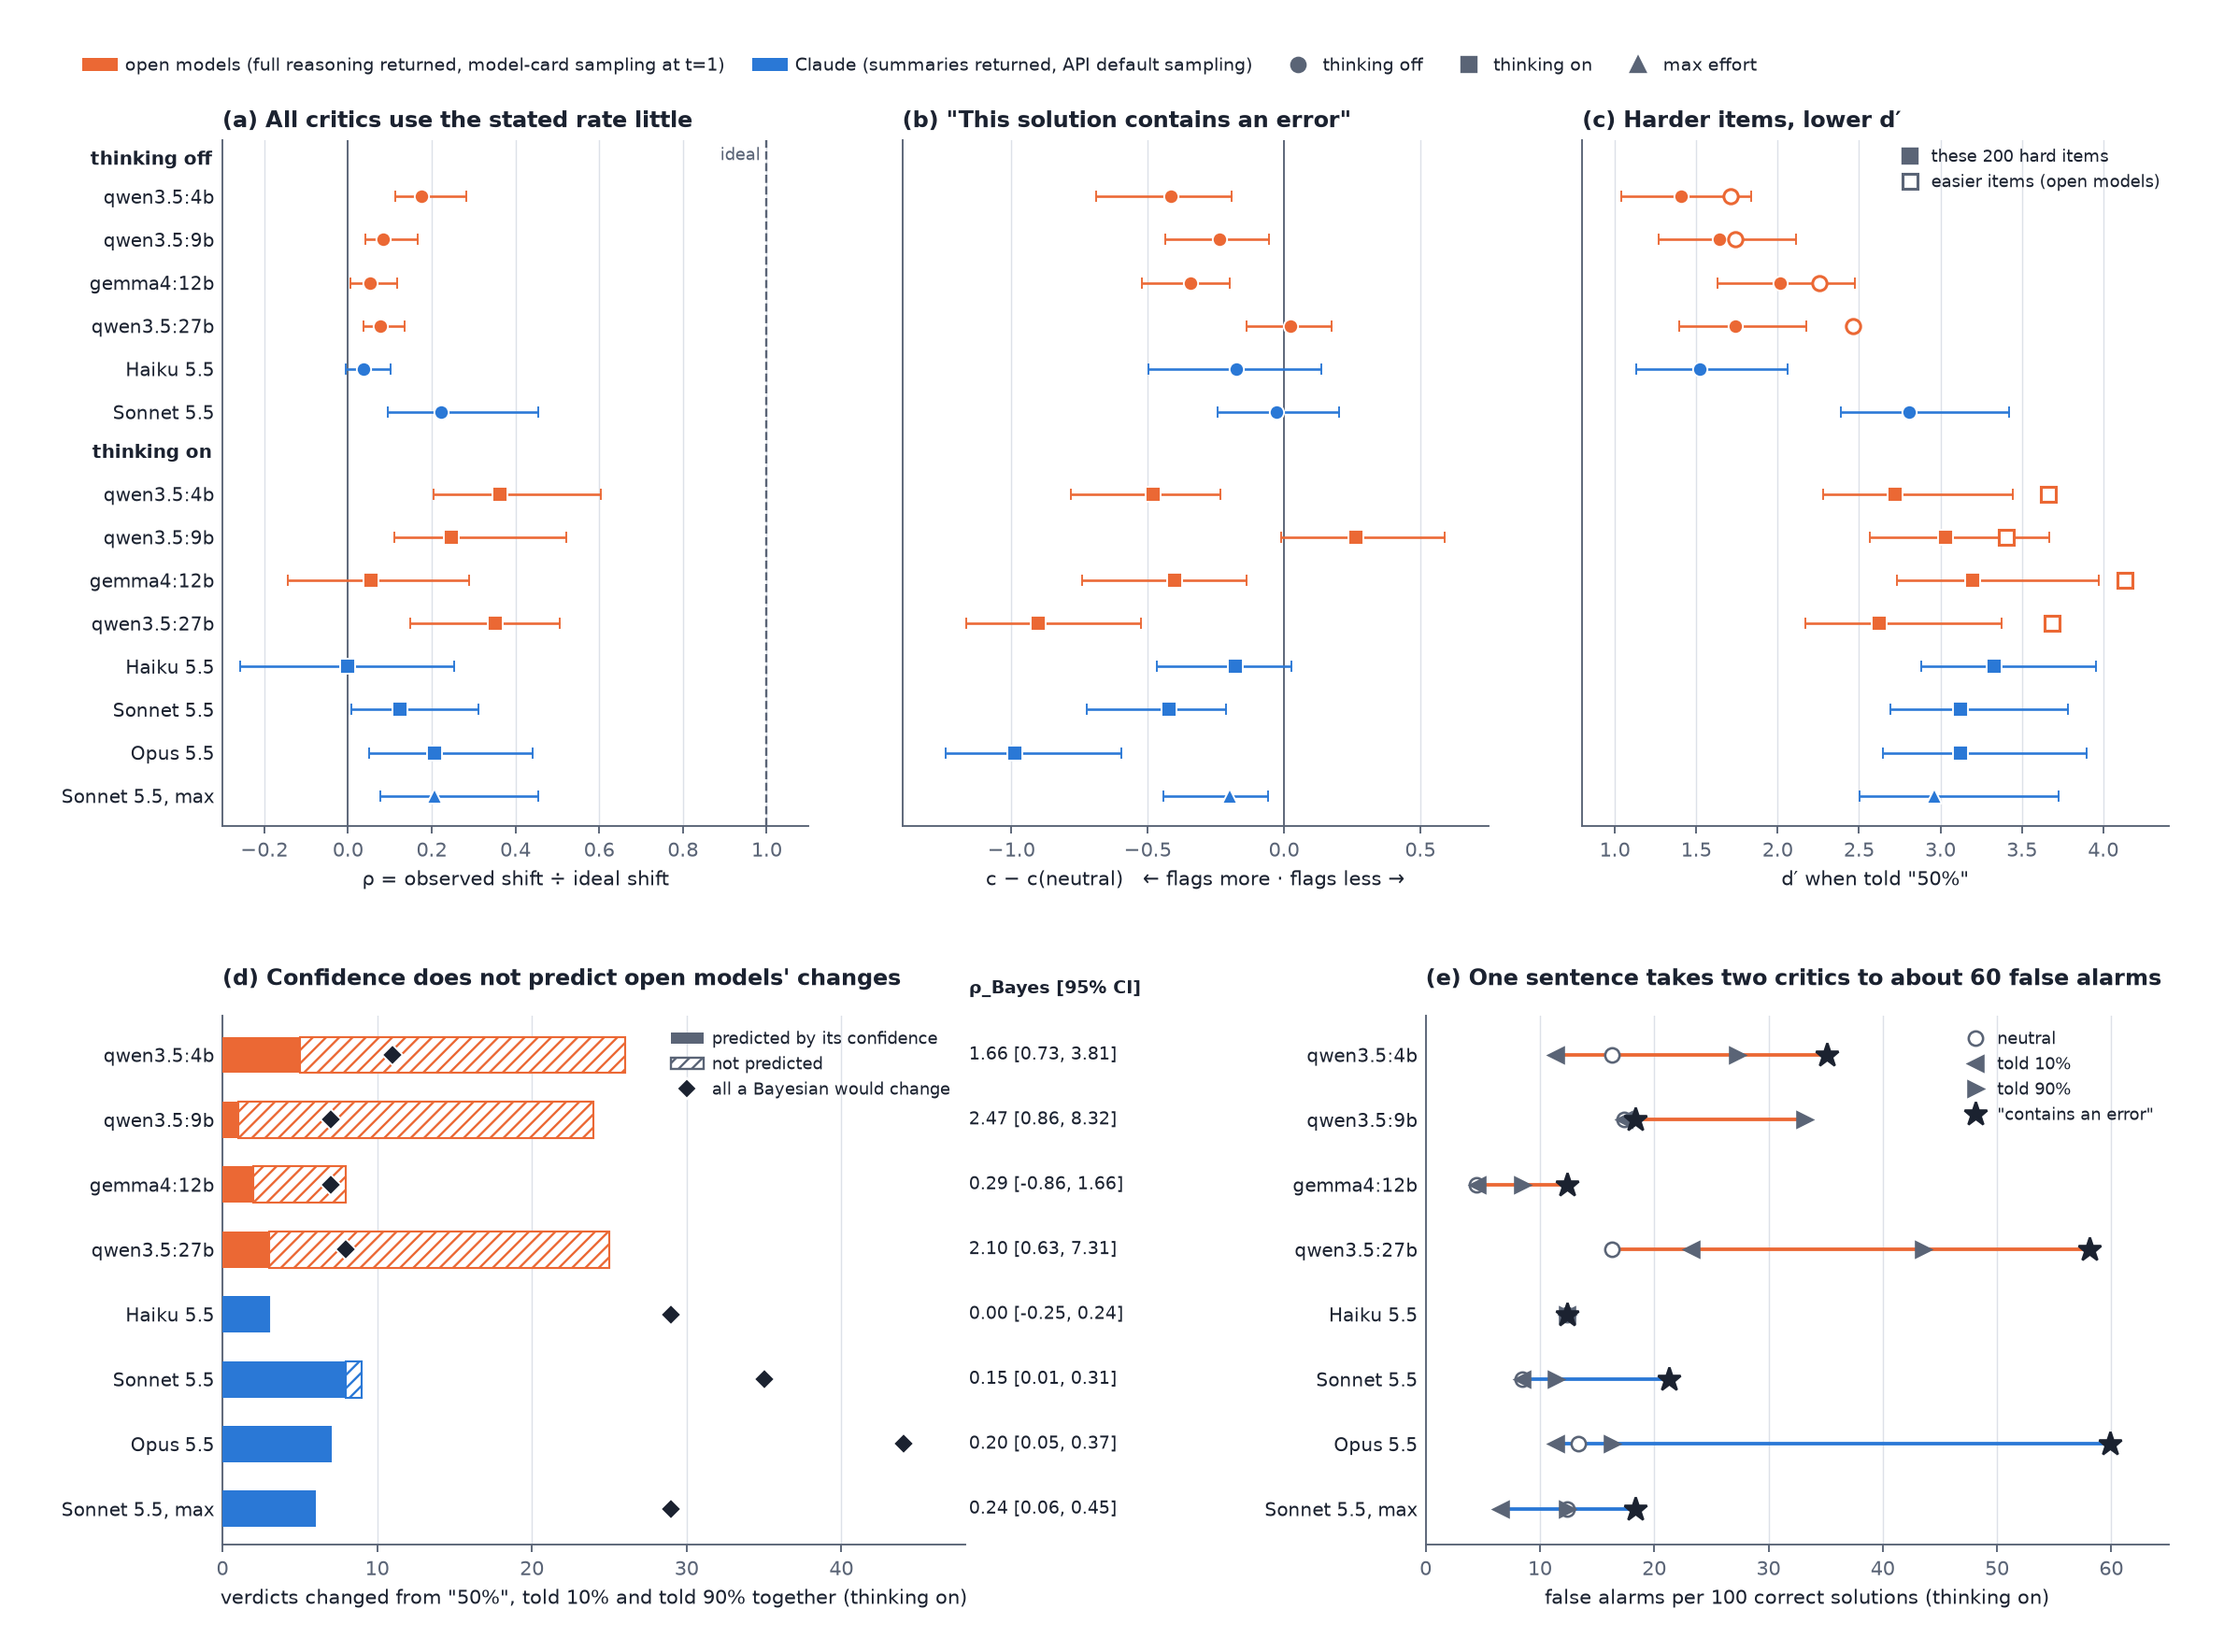 open models (full reasoning returned, model-card sampling at t=1)
Claude (summaries returned, API default sampling)
thinking off
thinking on
max effort
(a) All critics use the stated rate little
ideal
thinking off
qwen3.5:4b
qwen3.5:9b
gemma4:12b
qwen3.5:27b
Haiku 5.5
Sonnet 5.5
thinking on
qwen3.5:4b
qwen3.5:9b
gemma4:12b
qwen3.5:27b
Haiku 5.5
Sonnet 5.5
Opus 5.5
Sonnet 5.5, max
−0.2 0.0 0.2 0.4 0.6 0.8 1.0
ρ = observed shift ÷ ideal shift
(b) "This solution contains an error"
−1.0 −0.5 0.0 0.5
c − c(neutral) ← flags more · flags less →
(c) Harder items, lower d′
these 200 hard items
easier items (open models)
1.0 1.5 2.0 2.5 3.0 3.5 4.0
d′ when told "50%"
(d) Confidence does not predict open models' changes
ρ_Bayes [95% CI]
predicted by its confidence
not predicted
all a Bayesian would change
qwen3.5:4b 1.66 [0.73, 3.81]
qwen3.5:9b 2.47 [0.86, 8.32]
gemma4:12b 0.29 [-0.86, 1.66]
qwen3.5:27b 2.10 [0.63, 7.31]
Haiku 5.5 0.00 [-0.25, 0.24]
Sonnet 5.5 0.15 [0.01, 0.31]
Opus 5.5 0.20 [0.05, 0.37]
Sonnet 5.5, max 0.24 [0.06, 0.45]
0 10 20 30 40
verdicts changed from "50%", told 10% and told 90% together (thinking on)
(e) One sentence takes two critics to about 60 false alarms
neutral
told 10%
told 90%
"contains an error"
qwen3.5:4b
qwen3.5:9b
gemma4:12b
qwen3.5:27b
Haiku 5.5
Sonnet 5.5
Opus 5.5
Sonnet 5.5, max
0 10 20 30 40 50 60
false alarms per 100 correct solutions (thinking on)